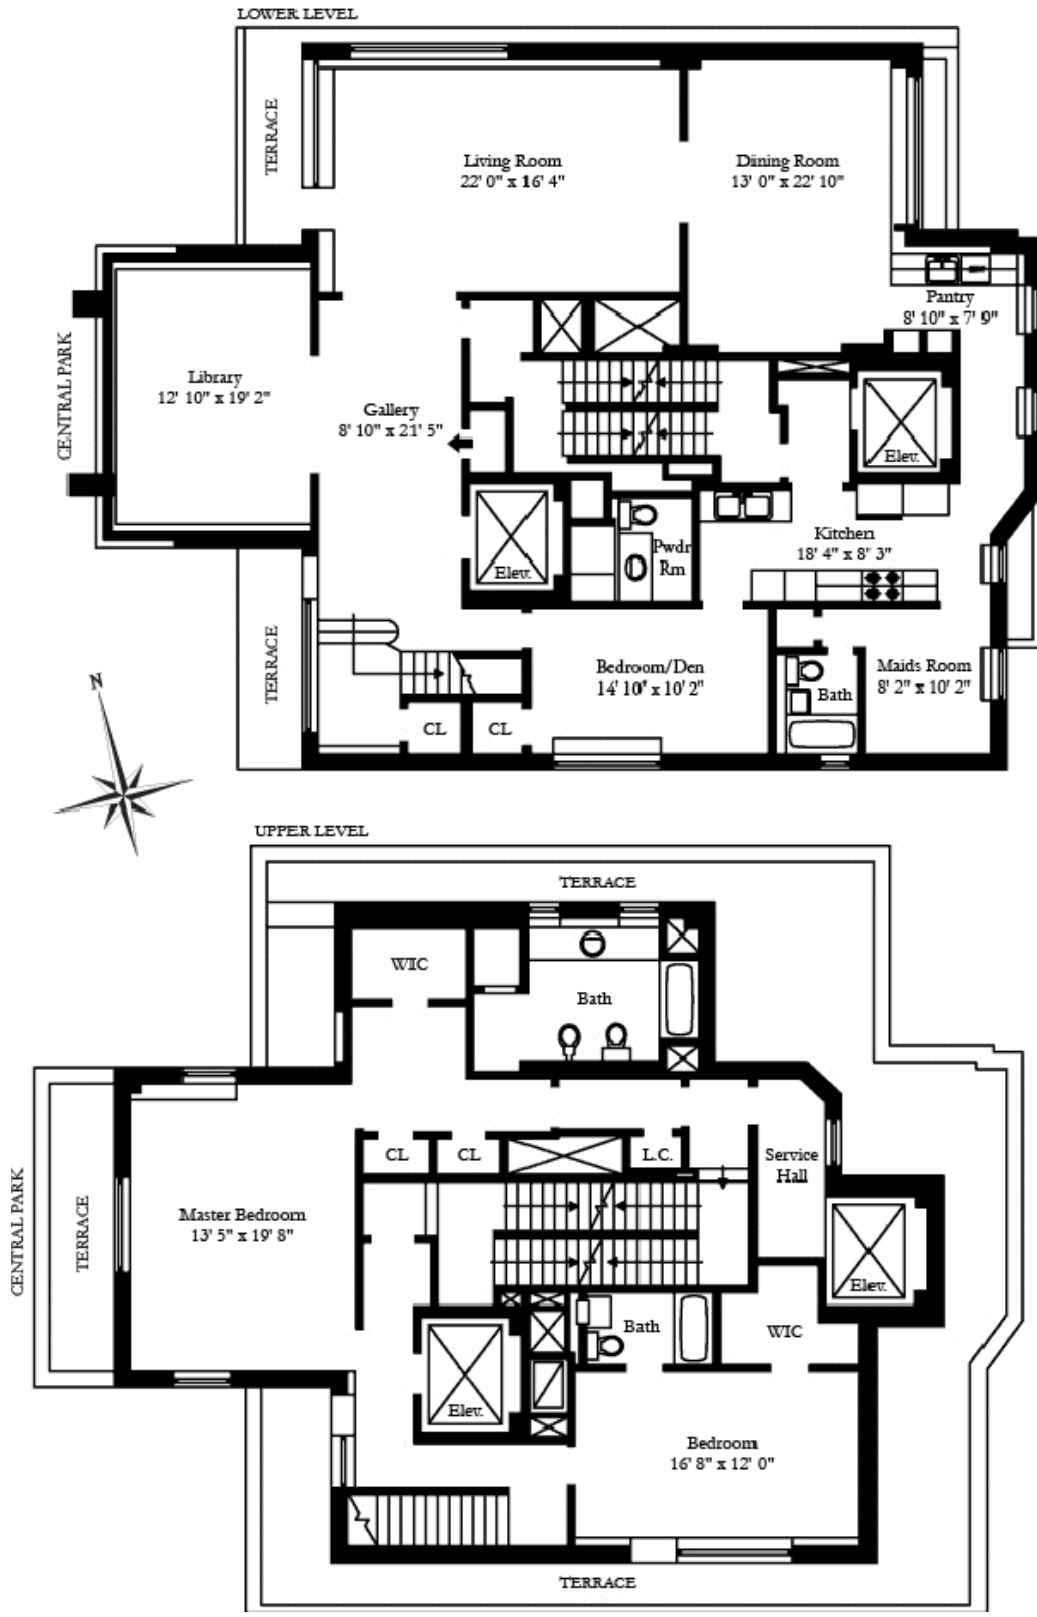 LOWER LEVEL
TERRACE
Living Room
22' 0" x 16' 4"
Dining Room
13' 0" x 22' 10"
Pantry
8' 10" x 7' 9"
CENTRAL PARK
Library
12' 10" x 19' 2"
Gallery
8' 10" x 21' 5"
Elev.
Elev.
Pwdr
Rm
Kitchen
18' 4" x 8' 3"
TERRACE
Bedroom/Den
14' 10" x 10' 2"
Maids Room
8' 2" x 10' 2"
Bath
CL
CL
N
UPPER LEVEL
TERRACE
WIC
Bath
CL
CL
L.C.
Service
Hall
CENTRAL PARK
TERRACE
Master Bedroom
13' 5" x 19' 8"
Elev.
Bath
WIC
Elev.
Bedroom
16' 8" x 12' 0"
TERRACE